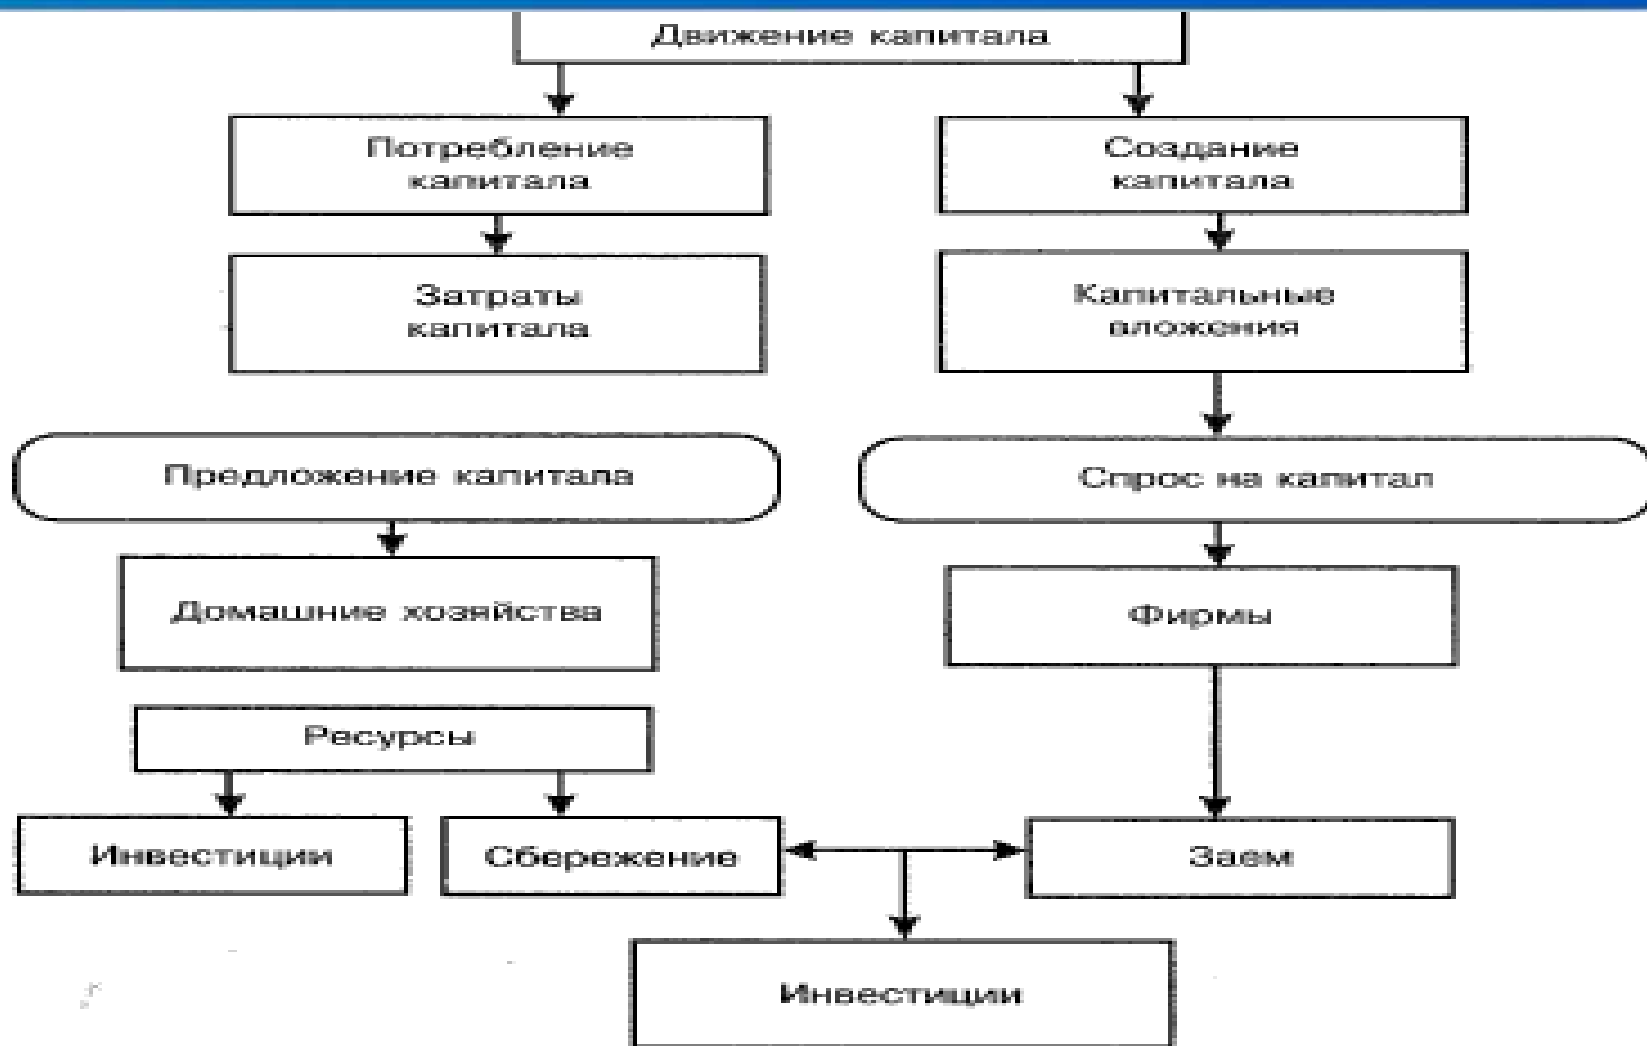 Движение капитала
Потребление
капитала
Создание
капитала
Затраты
капитала
Капитальные
вложения
Предложение капитала
Спрос на капитал
Домашние хозяйства
Фирмы
Ресурсы
Инвестиции
Сбережение
Заем
Инвестиции